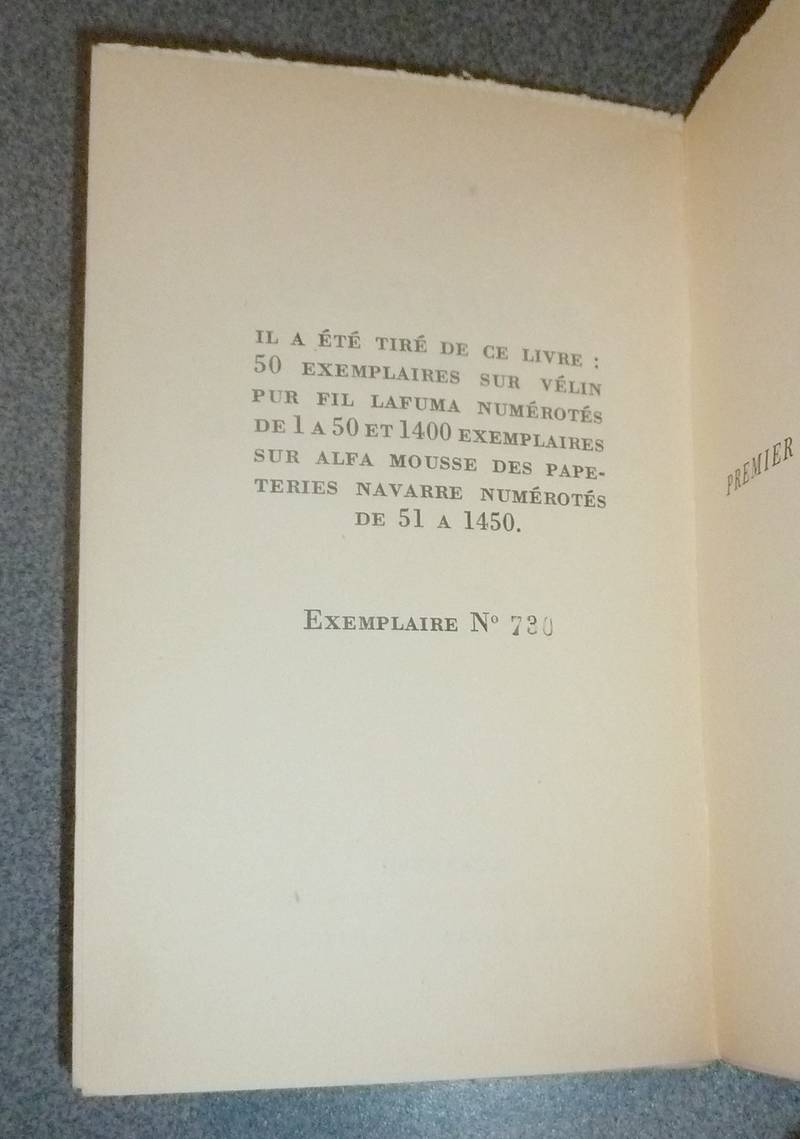 IL A ÉTÉ TIRÉ DE CE LIVRE :
50 EXEMPLAIRES SUR VÉLIN
PUR FIL LAFUMA NUMÉROTÉS
DE 1 A 50 ET 1400 EXEMPLAIRES
SUR ALFA MOUSSE DES PAPE-
TERIES NAVARRE NUMÉROTÉS
DE 51 A 1450.
EXEMPLAIRE Nº 730
PREMIER